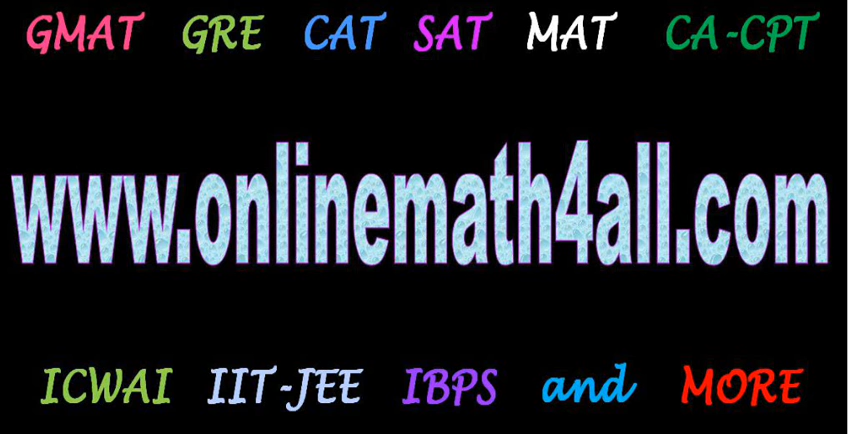 GMAT GRE CAT SAT MAT CA-CPT
www.onlinemath4all.com
ICWAI IIT-JEE IBPS and MORE